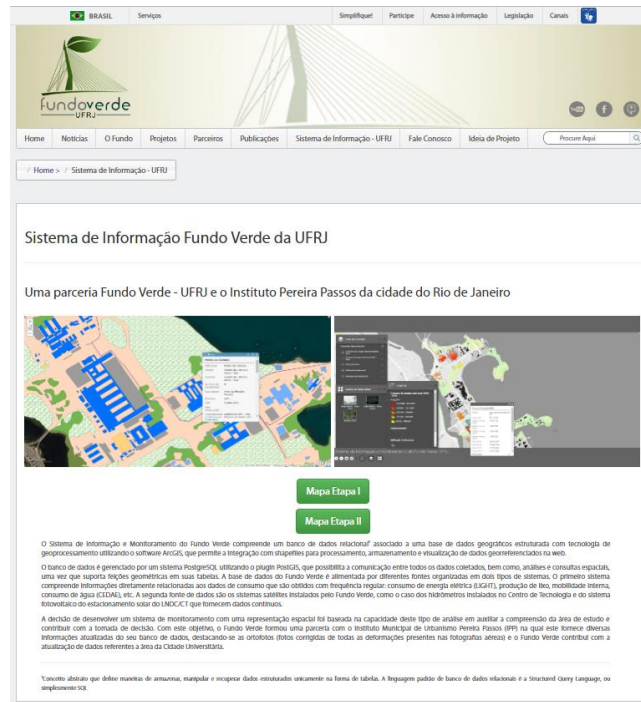 BRASIL Serviços Simplifique! Participe Acesso à informação Legislação Canais
fundoverde
UFRJ
Home Notícias O Fundo Projetos Parceiros Publicações Sistema de Informação - UFRJ Fale Conosco Ideia de Projeto Procure Aqui
/ Home > / Sistema de Informação - UFRJ
Sistema de Informação Fundo Verde da UFRJ
Uma parceria Fundo Verde - UFRJ e o Instituto Pereira Passos da cidade do Rio de Janeiro
Mapa Etapa I
Mapa Etapa II
O Sistema de Informação e Monitoramento do Fundo Verde compreende um banco de dados relacional¹ associado a uma base de dados geográficos estruturada com tecnologia de
geoprocessamento utilizando o software ArcGIS, que permite a integração com shapefiles para processamento, armazenamento e visualização de dados georreferenciados na web.
O banco de dados é gerenciado por um sistema PostgreSQL utilizando o plugin PostGIS, que possibilita a comunicação entre todos os dados coletados, bem como, análises e consultas espaciais,
uma vez que suporta feições geométricas em suas tabelas. A base de dados do Fundo Verde é alimentada por diferentes fontes organizadas em dois tipos de sistemas. O primeiro sistema
compreende informações diretamente relacionadas aos dados de consumo que são obtidos com frequência regular: consumo de energia elétrica (LIGHT), produção de lixo, mobilidade interna,
consumo de água (CEDAE), etc. A segunda fonte de dados são os sistemas satélites instalados pelo Fundo Verde, como o caso dos hidrômetros instalados no Centro de Tecnologia e do sistema
fotovoltaico do estacionamento solar do LNDC/CT que fornecem dados contínuos.
A decisão de desenvolver um sistema de monitoramento com uma representação espacial foi baseada na capacidade deste tipo de análise em auxiliar a compreensão da área de estudo e
contribuir com a tomada de decisão. Com este objetivo, o Fundo Verde formou uma parceria com o Instituto Municipal de Urbanismo Pereira Passos (IPP) na qual este fornece diversas
informações atualizadas do seu banco de dados, destacando-se as ortofotos (fotos corrigidas de todas as deformações presentes nas fotografias aéreas) e o Fundo Verde contribui com a
atualização de dados referentes a área da Cidade Universitária.
¹Conceito abstrato que define maneiras de armazenar, manipular e recuperar dados estruturados unicamente na forma de tabelas. A linguagem padrão de banco de dados relacionais é a Structured Query Language, ou
simplesmente SQL